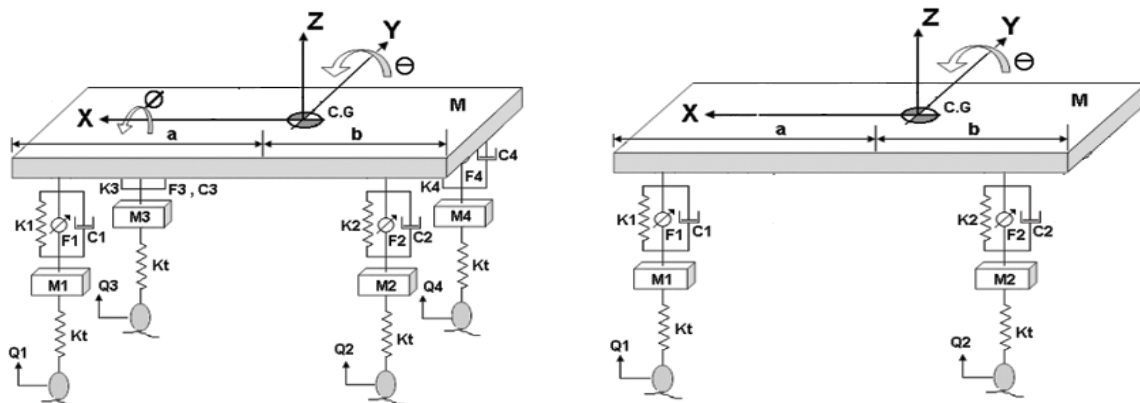 Z
Y
Θ
Ø
M
X
C.G
a
b
C4
K3
F3 , C3
K4
F4
M3
M4
K1
F1
C1
K2
F2
C2
Kt
Kt
M1
M2
Q3
Q4
Kt
Kt
Q1
Q2
Z
Y
Θ
C.G
M
X
a
b
K1
F1
C1
K2
F2
C2
M1
M2
Kt
Kt
Q1
Q2